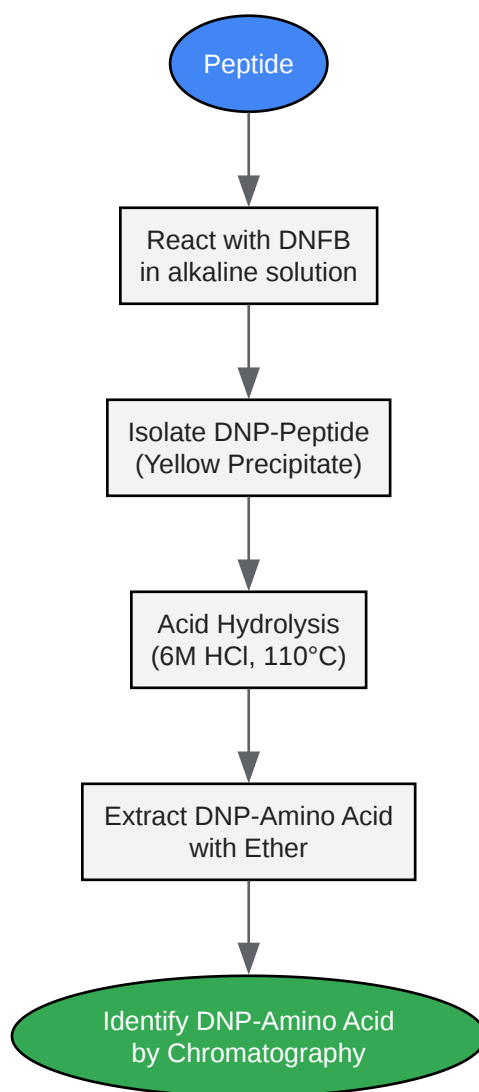 Peptide
React with DNFB
in alkaline solution
Isolate DNP-Peptide
(Yellow Precipitate)
Acid Hydrolysis
(6M HCl, 110°C)
Extract DNP-Amino Acid
with Ether
Identify DNP-Amino Acid
by Chromatography